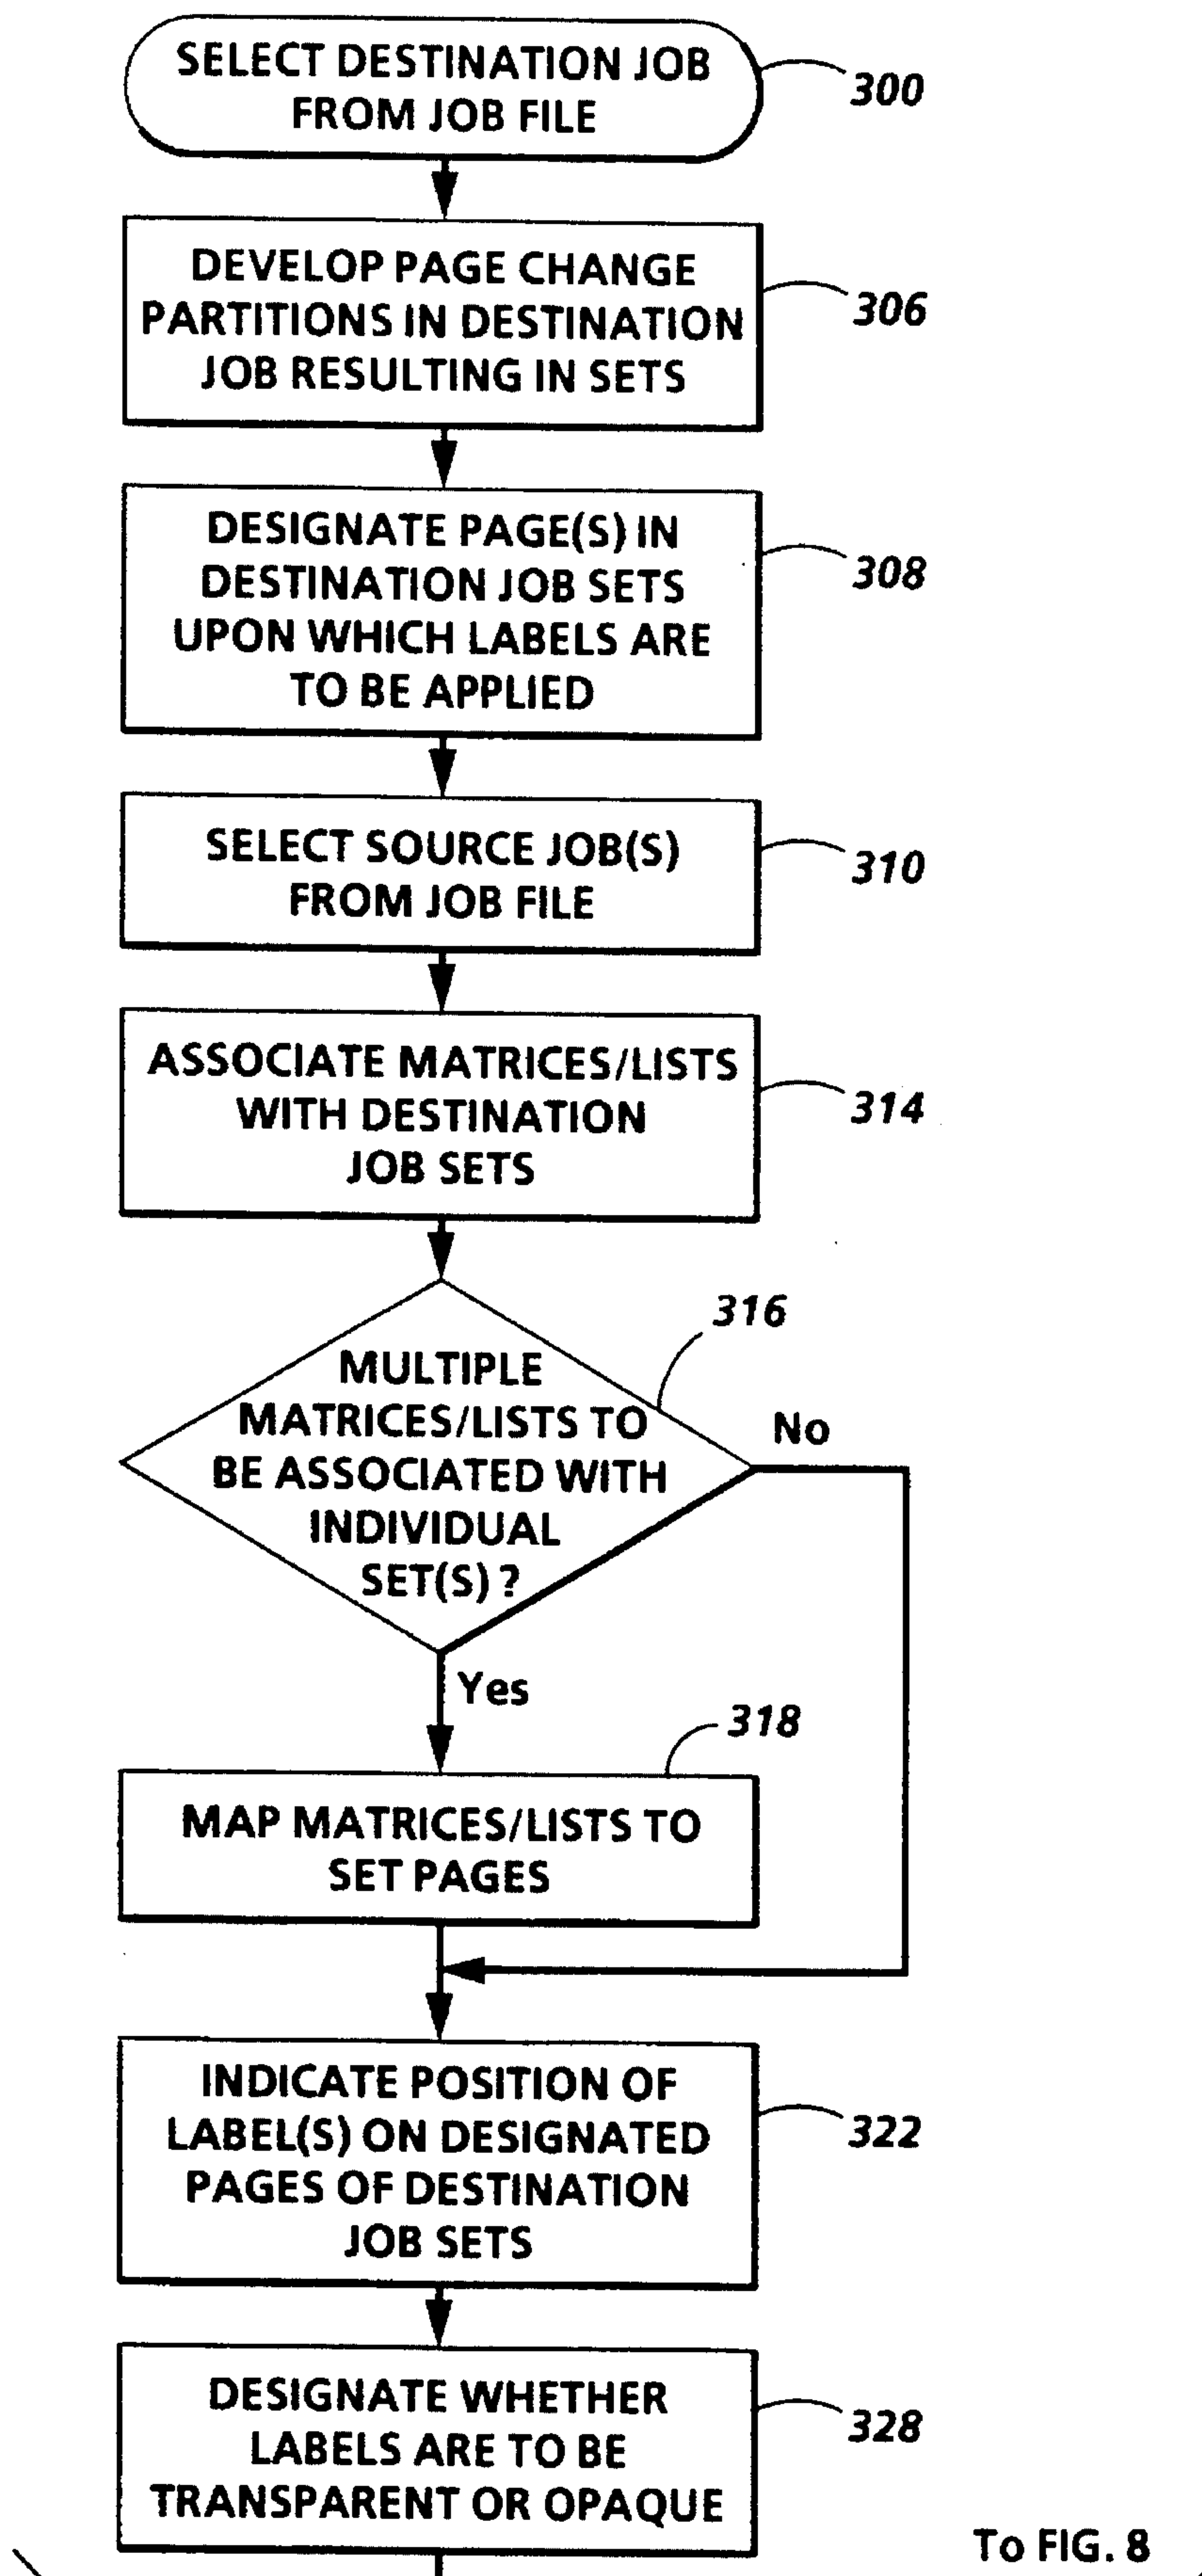 SELECT DESTINATION JOB
FROM JOB FILE
300
DEVELOP PAGE CHANGE
PARTITIONS IN DESTINATION
JOB RESULTING IN SETS
306
DESIGNATE PAGE(S) IN
DESTINATION JOB SETS
UPON WHICH LABELS ARE
TO BE APPLIED
308
SELECT SOURCE JOB(S)
FROM JOB FILE
310
ASSOCIATE MATRICES/LISTS
WITH DESTINATION
JOB SETS
314
316
MULTIPLE
MATRICES/LISTS TO
BE ASSOCIATED WITH
INDIVIDUAL
SET(S) ?
No
Yes
318
MAP MATRICES/LISTS TO
SET PAGES
INDICATE POSITION OF
LABEL(S) ON DESIGNATED
PAGES OF DESTINATION
JOB SETS
322
DESIGNATE WHETHER
LABELS ARE TO BE
TRANSPARENT OR OPAQUE
328
To FIG. 8